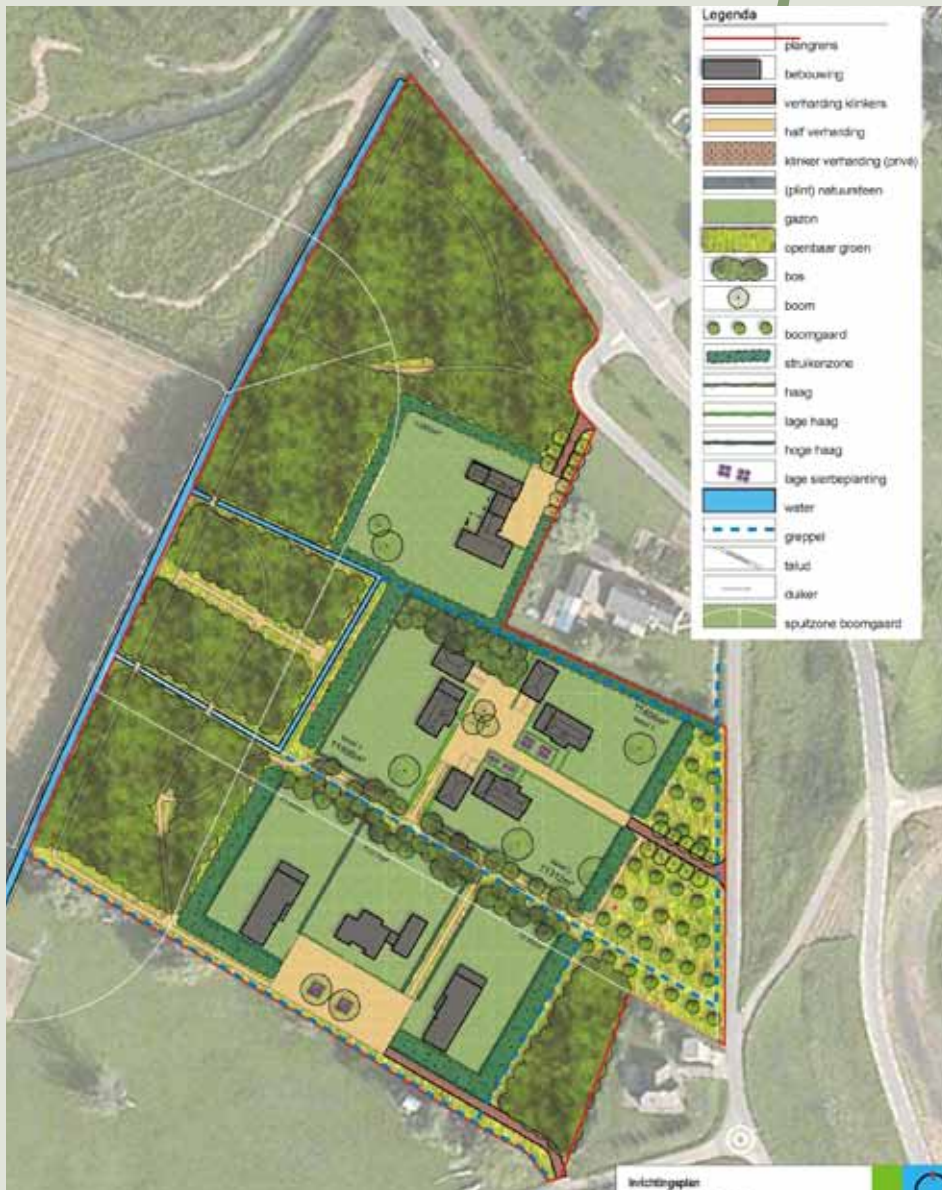 Legenda
plangrens
bebouwing
verharding klinkers
half verharding
klinker verharding (privé)
(plint) natuursteen
gazon
openbaar groen
bos
boom
boomgaard
struikenzone
haag
lage haag
hoge haag
lage sierbeplanting
water
greppel
talud
duiker
spuitzone boomgaard
Inrichtingsplan